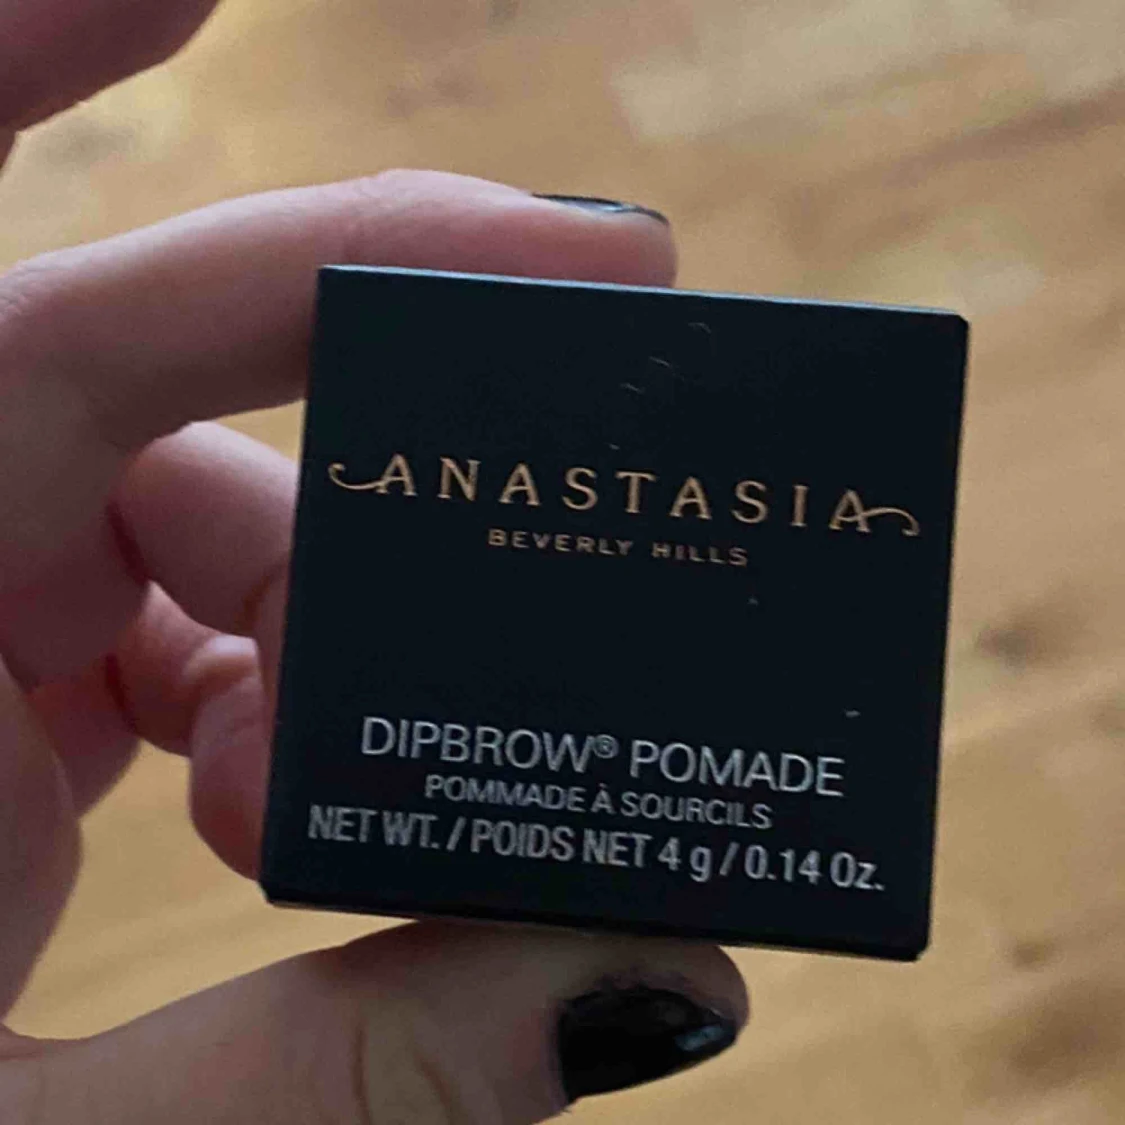 ANASTASIA
BEVERLY HILLS
DIPBROW® POMADE
POMMADE À SOURCILS
NET WT. / POIDS NET 4 g / 0.14 Oz.